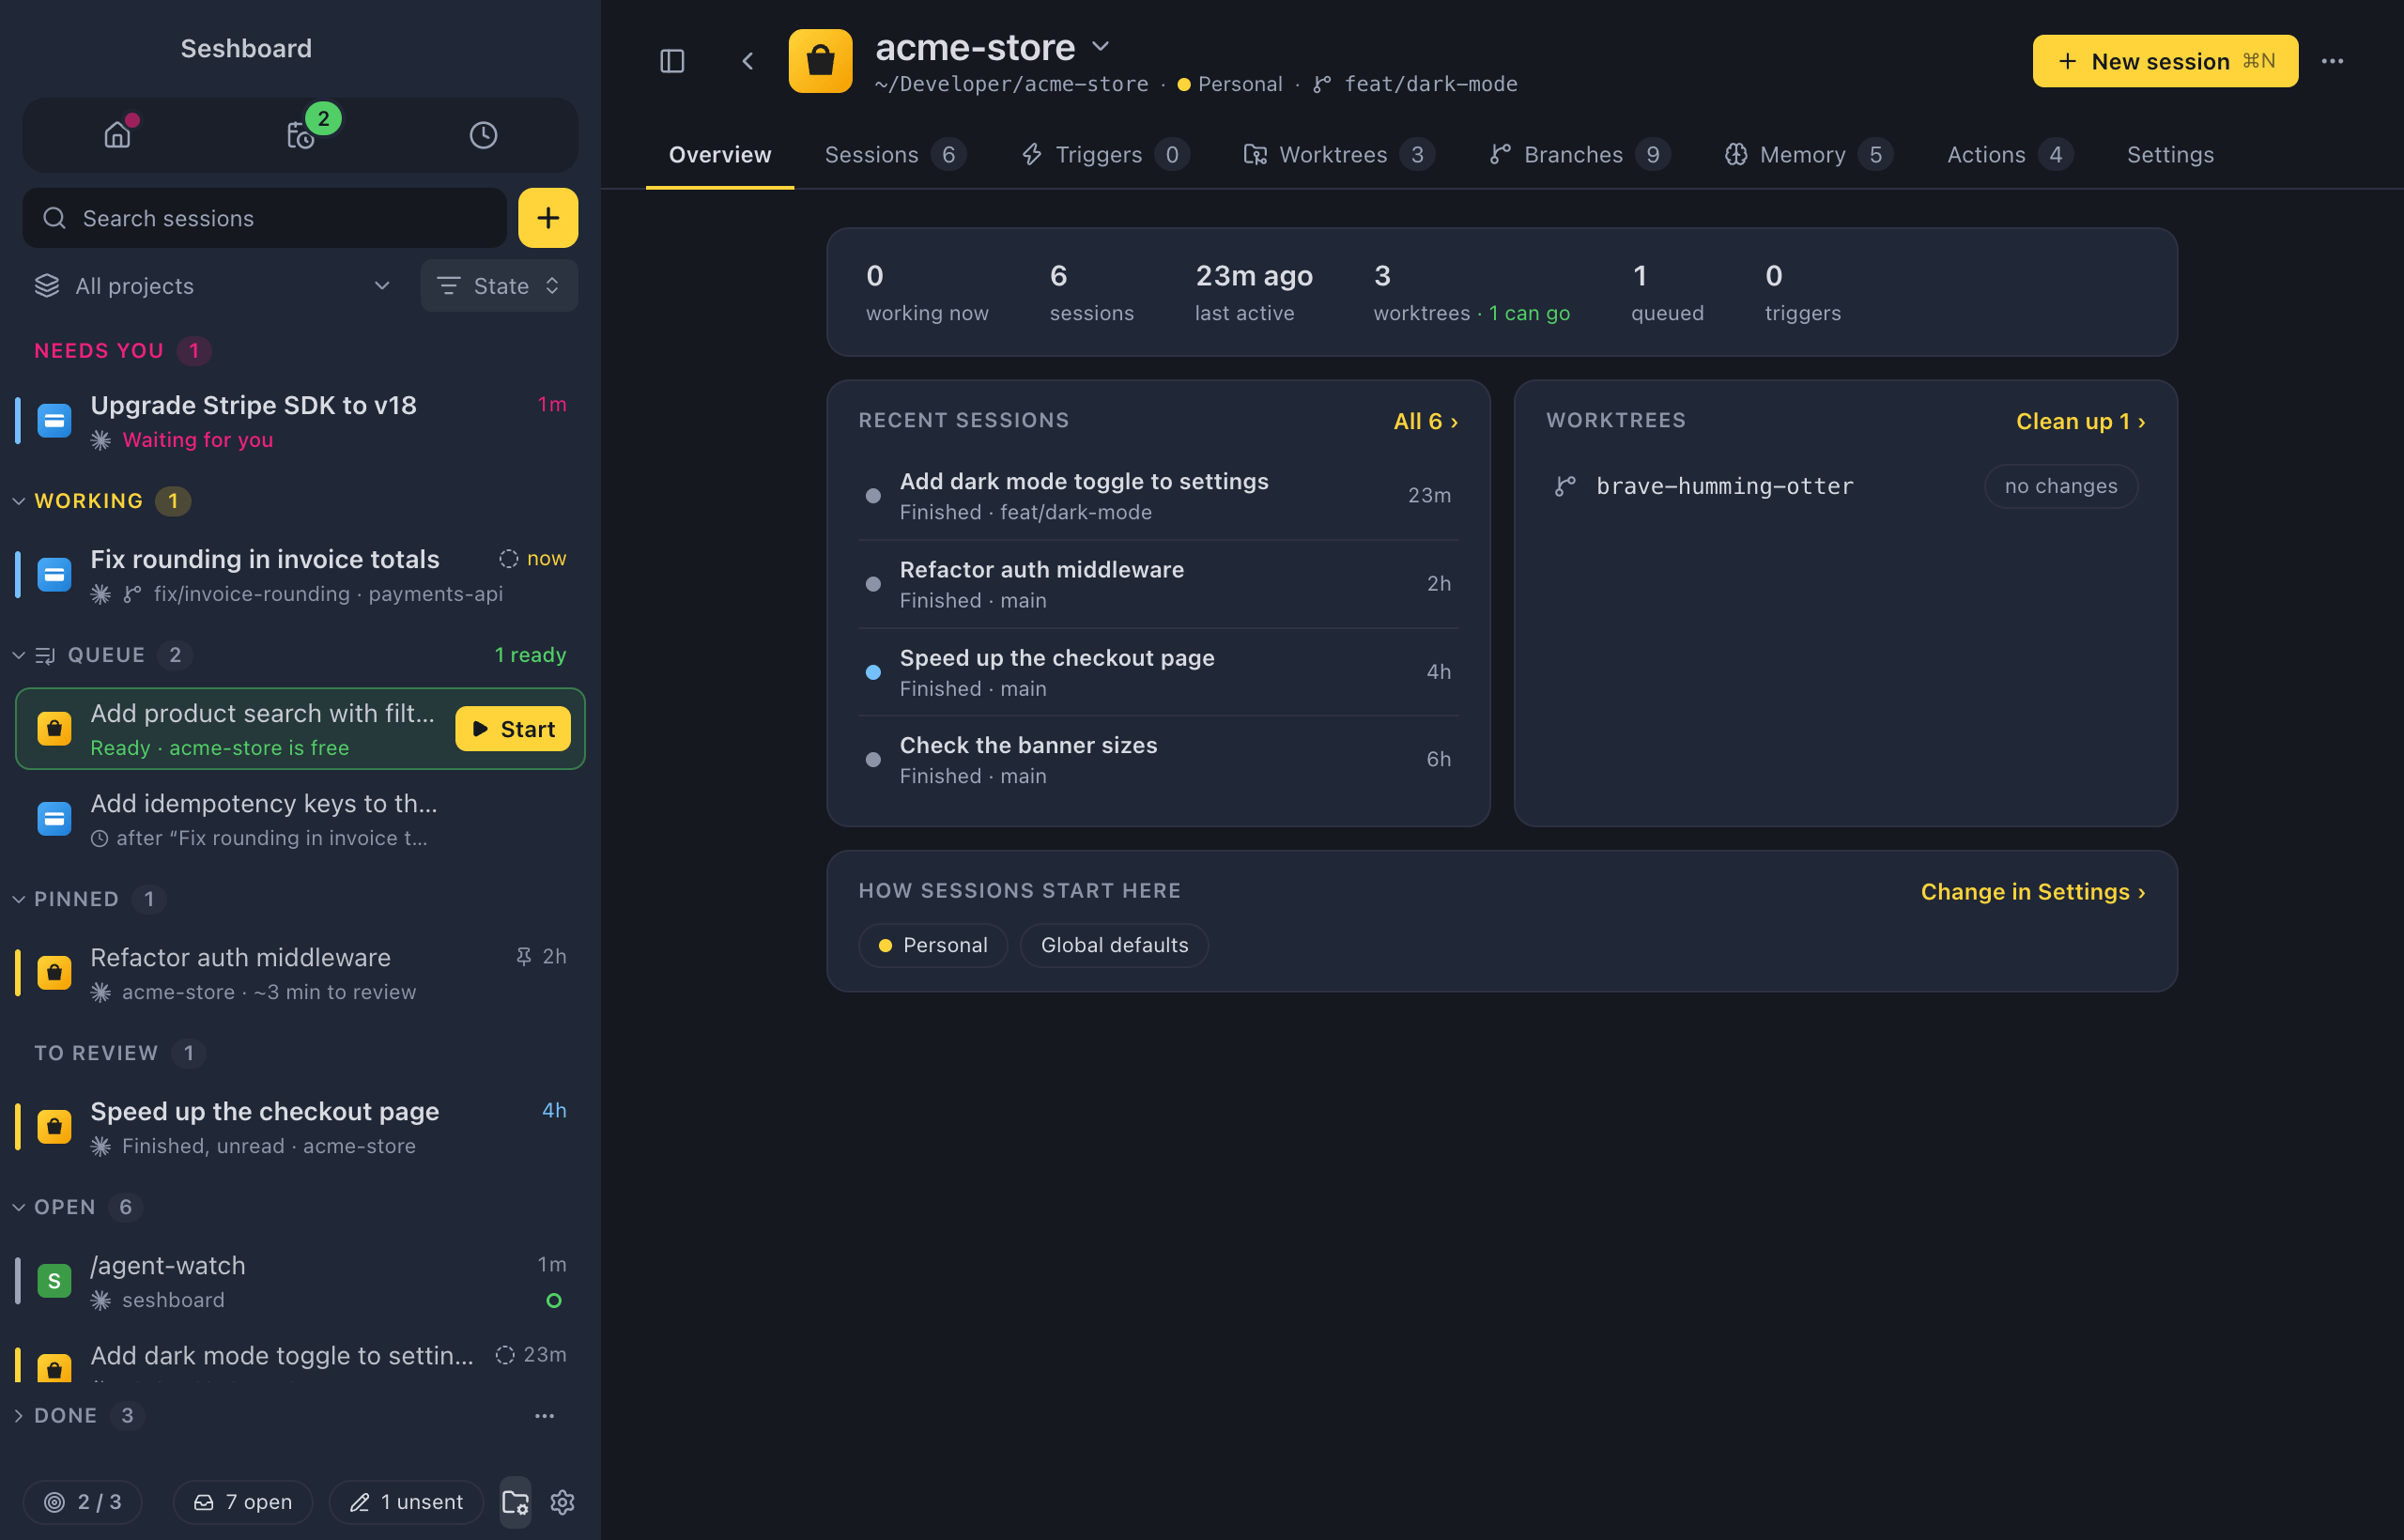 Seshboard
2
Search sessions
All projects
State
NEEDS YOU 1
Upgrade Stripe SDK to v18 1m
Waiting for you
WORKING 1
Fix rounding in invoice totals now
fix/invoice-rounding · payments-api
QUEUE 2 1 ready
Add product search with filt... Start
Ready · acme-store is free
Add idempotency keys to th...
after “Fix rounding in invoice t...
PINNED 1
Refactor auth middleware 2h
acme-store · ~3 min to review
TO REVIEW 1
Speed up the checkout page 4h
Finished, unread · acme-store
OPEN 6
/agent-watch 1m
S
seshboard
Add dark mode toggle to settin... 23m
DONE 3
2 / 3 7 open 1 unsent
acme-store
~/Developer/acme-store · Personal · feat/dark-mode
New session ⌘N
Overview Sessions 6 Triggers 0 Worktrees 3 Branches 9 Memory 5 Actions 4 Settings
0 6 23m ago 3 1 0
working now sessions last active worktrees · 1 can go queued triggers
RECENT SESSIONS All 6 ›
Add dark mode toggle to settings 23m
Finished · feat/dark-mode
Refactor auth middleware 2h
Finished · main
Speed up the checkout page 4h
Finished · main
Check the banner sizes 6h
Finished · main
WORKTREES Clean up 1 ›
brave-humming-otter no changes
HOW SESSIONS START HERE Change in Settings ›
Personal Global defaults